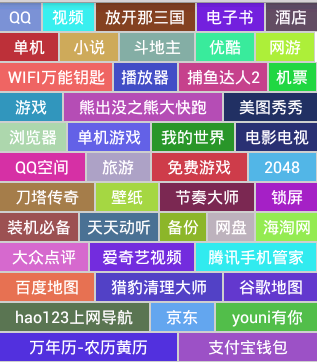 QQ 视频 放开那三国 电子书 酒店
单机 小说 斗地主 优酷 网游
WIFI万能钥匙 播放器 捕鱼达人2 机票
游戏 熊出没之熊大快跑 美图秀秀
浏览器 单机游戏 我的世界 电影电视
QQ空间 旅游 免费游戏 2048
刀塔传奇 壁纸 节奏大师 锁屏
装机必备 天天动听 备份 网盘 海淘网
大众点评 爱奇艺视频 腾讯手机管家
百度地图 猎豹清理大师 谷歌地图
hao123上网导航 京东 youni有你
万年历-农历黄历 支付宝钱包